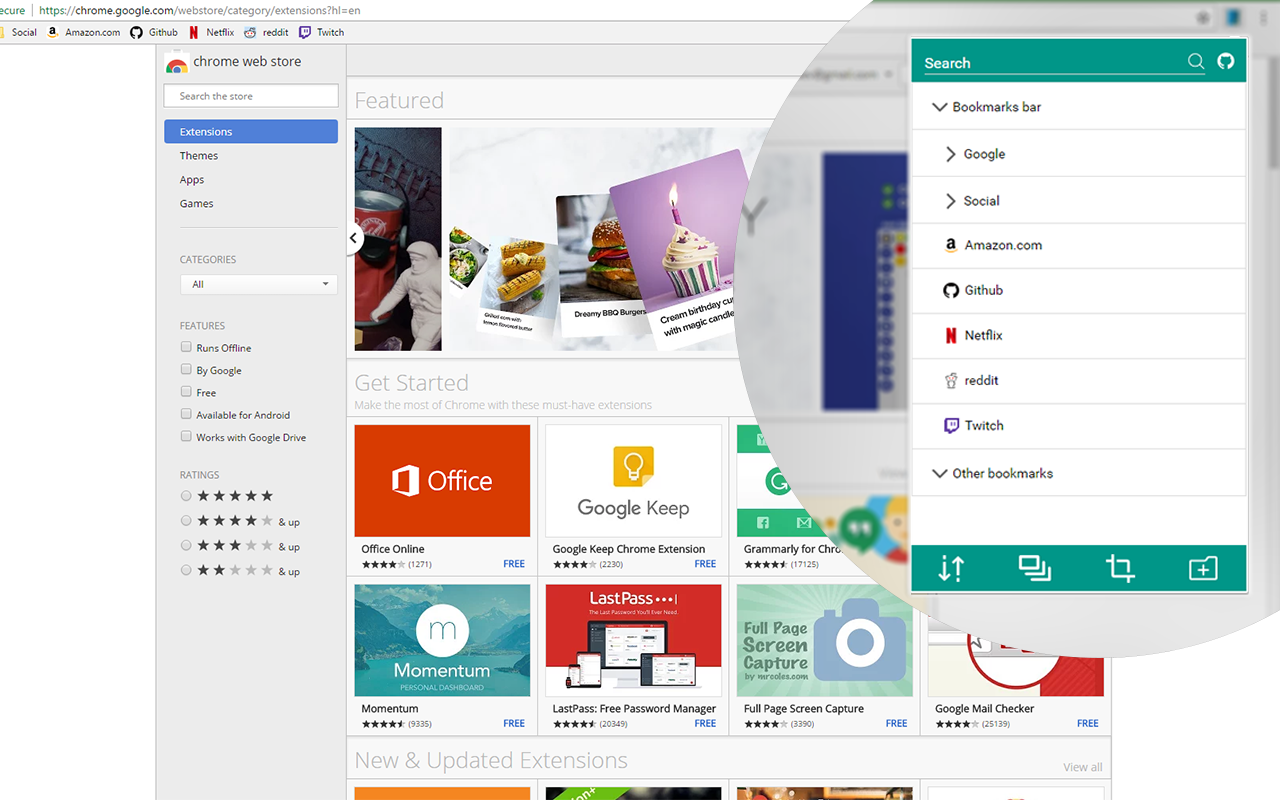 ecure | https://chrome.google.com/webstore/category/extensions?hl=en
Social Amazon.com Github Netflix reddit Twitch
chrome web store
Search the store
Extensions
Themes
Apps
Games
CATEGORIES
All
FEATURES
Runs Offline
By Google
Free
Available for Android
Works with Google Drive
RATINGS
& up
& up
& up
Featured
Grilled corn with
lemon flavored butter
Dreamy BBQ Burgers
Cream birthday cu
with magic candle
Get Started
Make the most of Chrome with these must-have extensions
Office
Office Online
(1271) FREE
Google Keep
Google Keep Chrome Extension
(2230) FREE
Grammarly for Chro
(17125)
Momentum
PERSONAL DASHBOARD
Momentum
(9335) FREE
LastPass
The Last Password You'll Ever Need.
LastPass: Free Password Manager
(20349) FREE
Full Page
Screen
Capture
by mrcoles.com
Full Page Screen Capture
(3390) FREE
Google Mail Checker
(25139) FREE
New & Updated Extensions
View all
Search
Bookmarks bar
Google
Social
Amazon.com
Github
Netflix
reddit
Twitch
Other bookmarks